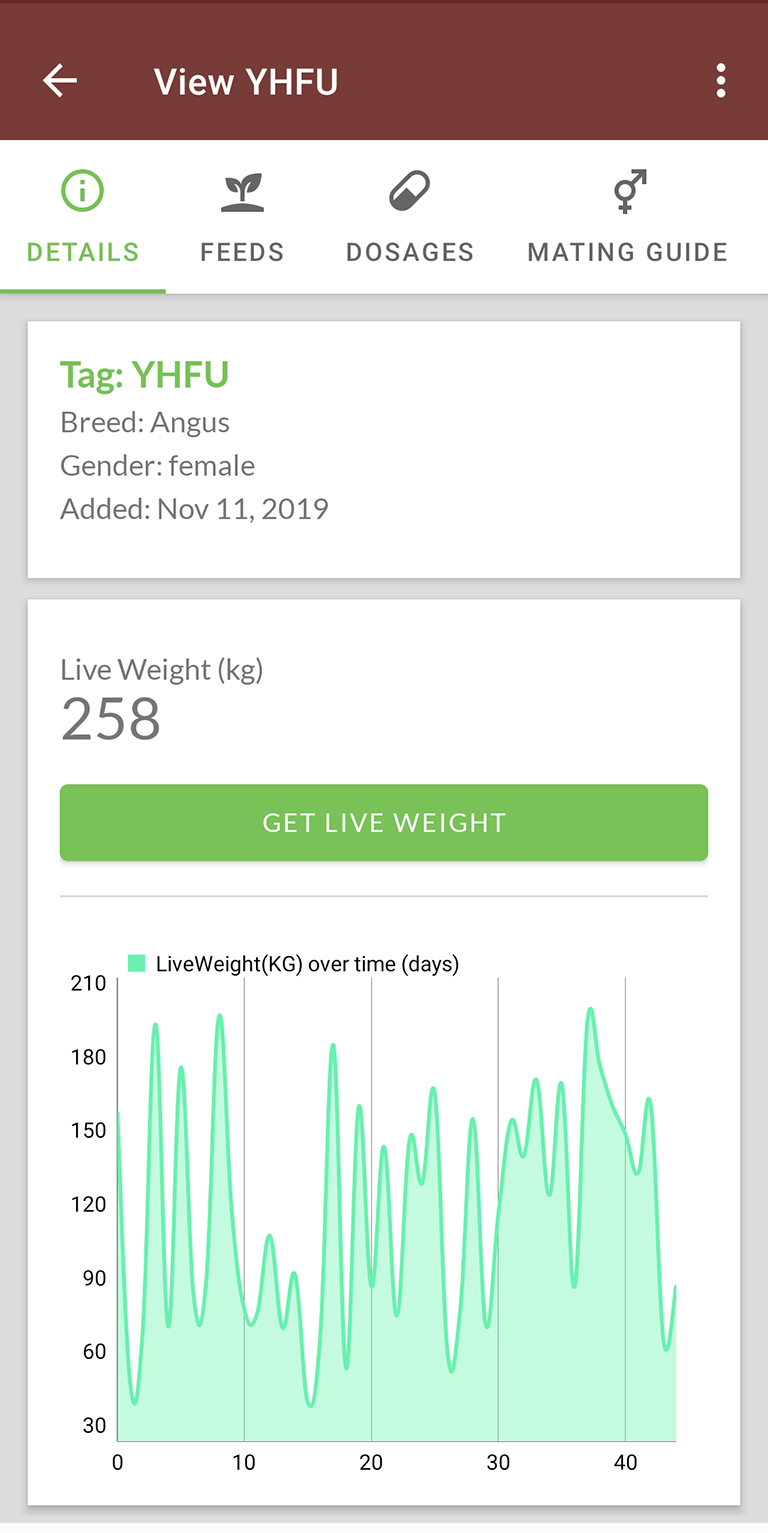 View YHFU
DETAILS FEEDS DOSAGES MATING GUIDE
Tag: YHFU
Breed: Angus
Gender: female
Added: Nov 11, 2019
Live Weight (kg)
258
GET LIVE WEIGHT
LiveWeight(KG) over time (days)
210
180
150
120
90
60
30
0 10 20 30 40